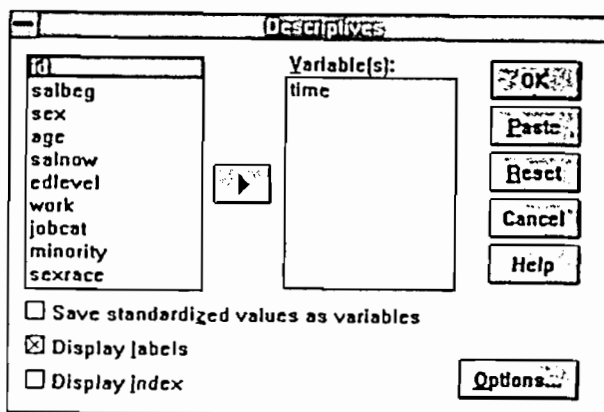 Descriptives
id
salbeg
sex
age
salnow
edlevel
work
jobcat
minority
sexrace
Variable(s):
time
OK
Paste
Reset
Cancel
Help
Save standardized values as variables
Display labels
Display index
Options...